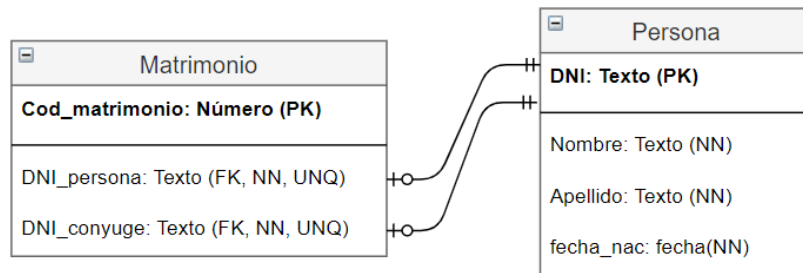 Matrimonio
Cod_matrimonio: Número (PK)
DNI_persona: Texto (FK, NN, UNQ)
DNI_conyuge: Texto (FK, NN, UNQ)
Persona
DNI: Texto (PK)
Nombre: Texto (NN)
Apellido: Texto (NN)
fecha_nac: fecha(NN)